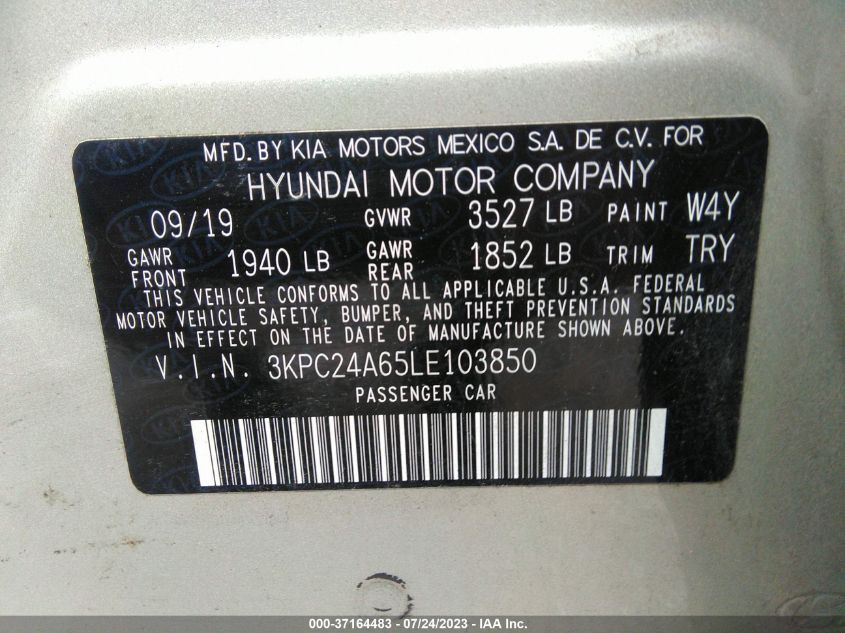 MFD. BY KIA MOTORS MEXICO S.A. DE C.V. FOR
HYUNDAI MOTOR COMPANY
09/19 GVWR 3527 LB PAINT W4Y
GAWR FRONT 1940 LB GAWR REAR 1852 LB TRIM TRY
THIS VEHICLE CONFORMS TO ALL APPLICABLE U.S.A. FEDERAL
MOTOR VEHICLE SAFETY, BUMPER, AND THEFT PREVENTION STANDARDS
IN EFFECT ON THE DATE OF MANUFACTURE SHOWN ABOVE.
V.I.N. 3KPC24A65LE103850
PASSENGER CAR
000-37164483 - 07/24/2023 - IAA Inc.